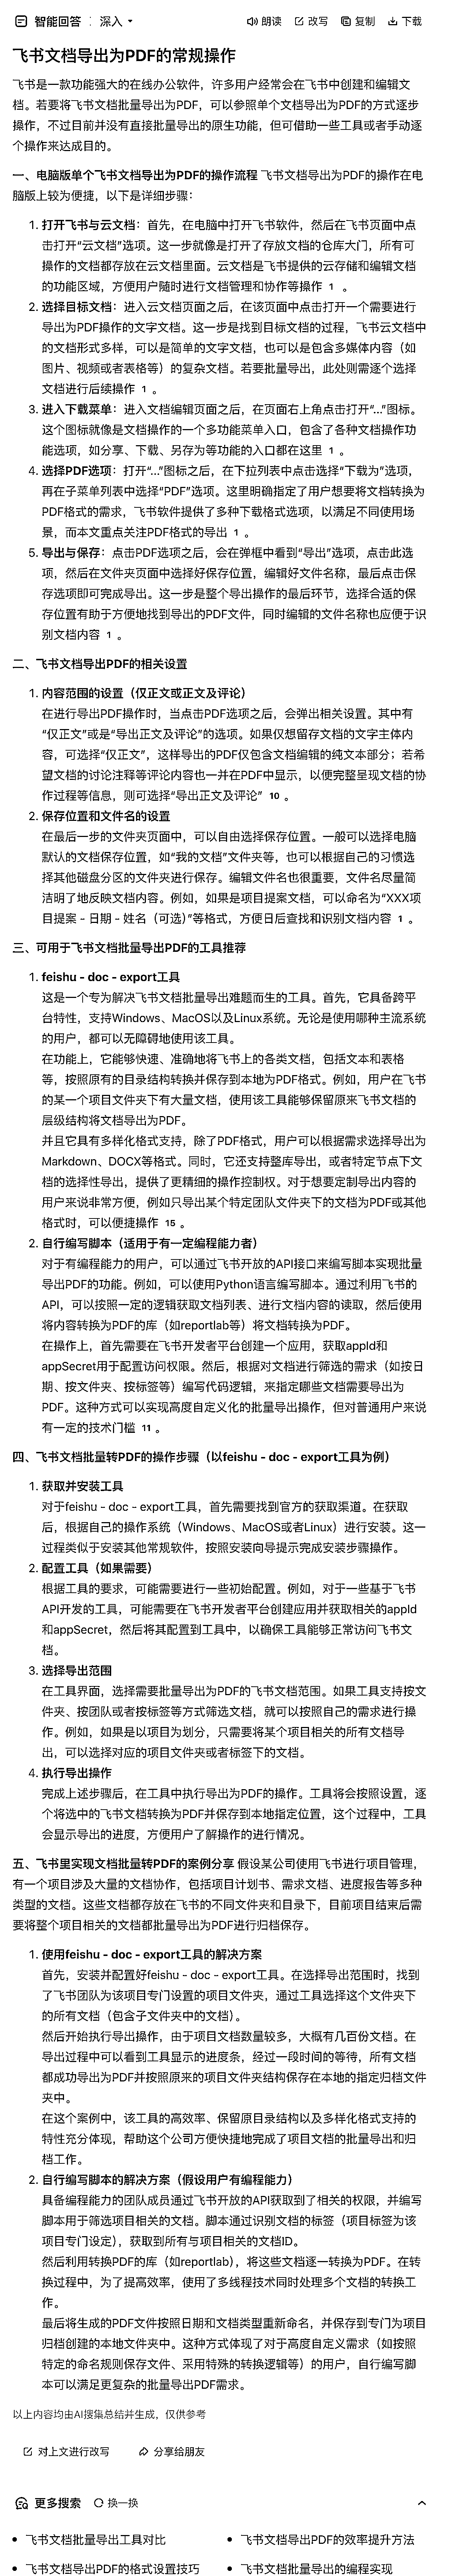 智能回答 深入 朗读 改写 复制 下载
飞书文档导出为PDF的常规操作
飞书是一款功能强大的在线办公软件，许多用户经常会在飞书中创建和编辑文
档。若要将飞书文档批量导出为PDF，可以参照单个文档导出为PDF的方式逐步
操作，不过目前并没有直接批量导出的原生功能，但可借助一些工具或者手动逐
个操作来达成目的。
一、电脑版单个飞书文档导出为PDF的操作流程 飞书文档导出为PDF的操作在电
脑版上较为便捷，以下是详细步骤：
1. 打开飞书与云文档：首先，在电脑中打开飞书软件，然后在飞书页面中点
击打开“云文档”选项。这一步就像是打开了存放文档的仓库大门，所有可
操作的文档都存放在云文档里面。云文档是飞书提供的云存储和编辑文档
的功能区域，方便用户随时进行文档管理和协作等操作 1 。
2. 选择目标文档：进入云文档页面之后，在该页面中点击打开一个需要进行
导出为PDF操作的文字文档。这一步是找到目标文档的过程，飞书云文档中
的文档形式多样，可以是简单的文字文档，也可以是包含多媒体内容（如
图片、视频或者表格等）的复杂文档。若要批量导出，此处则需逐个选择
文档进行后续操作 1 。
3. 进入下载菜单：进入文档编辑页面之后，在页面右上角点击打开“...”图标。
这个图标就像是文档操作的一个多功能菜单入口，包含了各种文档操作功
能选项，如分享、下载、另存为等功能的入口都在这里 1 。
4. 选择PDF选项：打开“...”图标之后，在下拉列表中点击选择“下载为”选项，
再在子菜单列表中选择“PDF”选项。这里明确指定了用户想要将文档转换为
PDF格式的需求，飞书软件提供了多种下载格式选项，以满足不同使用场
景，而本文重点关注PDF格式的导出 1 。
5. 导出与保存：点击PDF选项之后，会在弹框中看到“导出”选项，点击此选
项，然后在文件夹页面中选择好保存位置，编辑好文件名称，最后点击保
存选项即可完成导出。这一步是整个导出操作的最后环节，选择合适的保
存位置有助于方便地找到导出的PDF文件，同时编辑的文件名称也应便于识
别文档内容 1 。
二、飞书文档导出PDF的相关设置
1. 内容范围的设置（仅正文或正文及评论）
在进行导出PDF操作时，当点击PDF选项之后，会弹出相关设置。其中有
“仅正文”或是“导出正文及评论”的选项。如果仅想留存文档的文字主体内
容，可选择“仅正文”，这样导出的PDF仅包含文档编辑的纯文本部分；若希
望文档的讨论注释等评论内容也一并在PDF中显示，以便完整呈现文档的协
作过程等信息，则可选择“导出正文及评论” 10 。
2. 保存位置和文件名的设置
在最后一步的文件夹页面中，可以自由选择保存位置。一般可以选择电脑
默认的文档保存位置，如“我的文档”文件夹等，也可以根据自己的习惯选
择其他磁盘分区的文件夹进行保存。编辑文件名也很重要，文件名尽量简
洁明了地反映文档内容。例如，如果是项目提案文档，可以命名为“XXX项
目提案 - 日期 - 姓名（可选）”等格式，方便日后查找和识别文档内容 1 。
三、可用于飞书文档批量导出PDF的工具推荐
1. feishu - doc - export工具
这是一个专为解决飞书文档批量导出难题而生的工具。首先，它具备跨平
台特性，支持Windows、MacOS以及Linux系统。无论是使用哪种主流系统
的用户，都可以无障碍地使用该工具。
在功能上，它能够快速、准确地将飞书上的各类文档，包括文本和表格
等，按照原有的目录结构转换并保存到本地为PDF格式。例如，用户在飞书
的某一个项目文件夹下有大量文档，使用该工具能够保留原来飞书文档的
层级结构将文档导出为PDF。
并且它具有多样化格式支持，除了PDF格式，用户可以根据需求选择导出为
Markdown、DOCX等格式。同时，它还支持整库导出，或者特定节点下文
档的选择性导出，提供了更精细的操作控制权。对于想要定制导出内容的
用户来说非常方便，例如只导出某个特定团队文件夹下的文档为PDF或其他
格式时，可以便捷操作 15 。
2. 自行编写脚本（适用于有一定编程能力者）
对于有编程能力的用户，可以通过飞书开放的API接口来编写脚本实现批量
导出PDF的功能。例如，可以使用Python语言编写脚本。通过利用飞书的
API，可以按照一定的逻辑获取文档列表、进行文档内容的读取，然后使用
将内容转换为PDF的库（如reportlab等）将文档转换为PDF。
在操作上，首先需要在飞书开发者平台创建一个应用，获取appId和
appSecret用于配置访问权限。然后，根据对文档进行筛选的需求（如按日
期、按文件夹、按标签等）编写代码逻辑，来指定哪些文档需要导出为
PDF。这种方式可以实现高度自定义化的批量导出操作，但对普通用户来说
有一定的技术门槛 11 。
四、飞书文档批量转PDF的操作步骤（以feishu - doc - export工具为例）
1. 获取并安装工具
对于feishu - doc - export工具，首先需要找到官方的获取渠道。在获取
后，根据自己的操作系统（Windows、MacOS或者Linux）进行安装。这一
过程类似于安装其他常规软件，按照安装向导提示完成安装步骤操作。
2. 配置工具（如果需要）
根据工具的要求，可能需要进行一些初始配置。例如，对于一些基于飞书
API开发的工具，可能需要在飞书开发者平台创建应用并获取相关的appId
和appSecret，然后将其配置到工具中，以确保工具能够正常访问飞书文
档。
3. 选择导出范围
在工具界面，选择需要批量导出为PDF的飞书文档范围。如果工具支持按文
件夹、按团队或者按标签等方式筛选文档，就可以按照自己的需求进行操
作。例如，如果是以项目为划分，只需要将某个项目相关的所有文档导
出，可以选择对应的项目文件夹或者标签下的文档。
4. 执行导出操作
完成上述步骤后，在工具中执行导出为PDF的操作。工具将会按照设置，逐
个将选中的飞书文档转换为PDF并保存到本地指定位置，这个过程中，工具
会显示导出的进度，方便用户了解操作的进行情况。
五、飞书里实现文档批量转PDF的案例分享 假设某公司使用飞书进行项目管理，
有一个项目涉及大量的文档协作，包括项目计划书、需求文档、进度报告等多种
类型的文档。这些文档都存放在飞书的不同文件夹和目录下，目前项目结束后需
要将整个项目相关的文档都批量导出为PDF进行归档保存。
1. 使用feishu - doc - export工具的解决方案
首先，安装并配置好feishu - doc - export工具。在选择导出范围时，找到
了飞书团队为该项目专门设置的项目文件夹，通过工具选择这个文件夹下
的所有文档（包含子文件夹中的文档）。
然后开始执行导出操作，由于项目文档数量较多，大概有几百份文档。在
导出过程中可以看到工具显示的进度条，经过一段时间的等待，所有文档
都成功导出为PDF并按照原来的项目文件夹结构保存在本地的指定归档文件
夹中。
在这个案例中，该工具的高效率、保留原目录结构以及多样化格式支持的
特性充分体现，帮助这个公司方便快捷地完成了项目文档的批量导出和归
档工作。
2. 自行编写脚本的解决方案（假设用户有编程能力）
具备编程能力的团队成员通过飞书开放的API获取到了相关的权限，并编写
脚本用于筛选项目相关的文档。脚本通过识别文档的标签（项目标签为该
项目专门设定），获取到所有与项目相关的文档ID。
然后利用转换PDF的库（如reportlab），将这些文档逐一转换为PDF。在转
换过程中，为了提高效率，使用了多线程技术同时处理多个文档的转换工
作。
最后将生成的PDF文件按照日期和文档类型重新命名，并保存到专门为项目
归档创建的本地文件夹中。这种方式体现了对于高度自定义需求（如按照
特定的命名规则保存文件、采用特殊的转换逻辑等）的用户，自行编写脚
本可以满足更复杂的批量导出PDF需求。
以上内容均由AI搜集总结并生成，仅供参考
对上文进行改写 分享给朋友
更多搜索 换一换
飞书文档批量导出工具对比 飞书文档导出PDF的效率提升方法
飞书文档导出PDF的格式设置技巧 飞书文档批量导出的编程实现